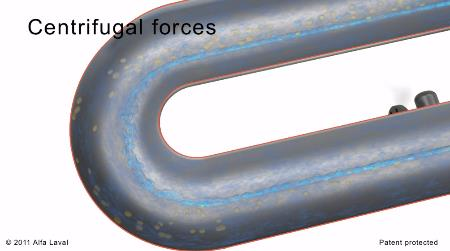 Centrifugal forces
© 2011 Alfa Laval
Patent protected